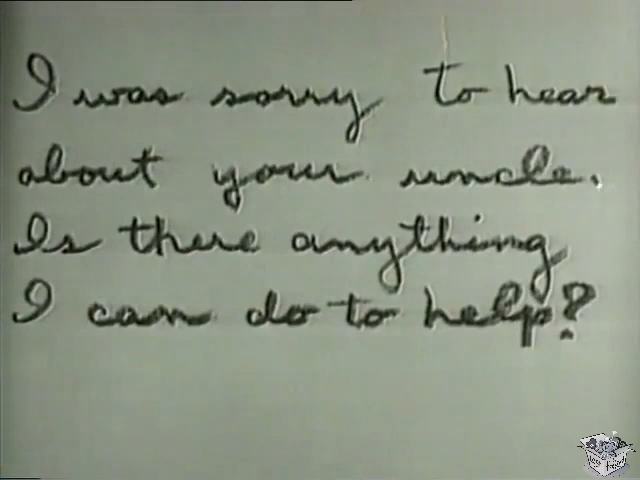 I was sorry to hear
about your uncle.
Is there anything
I can do to help?